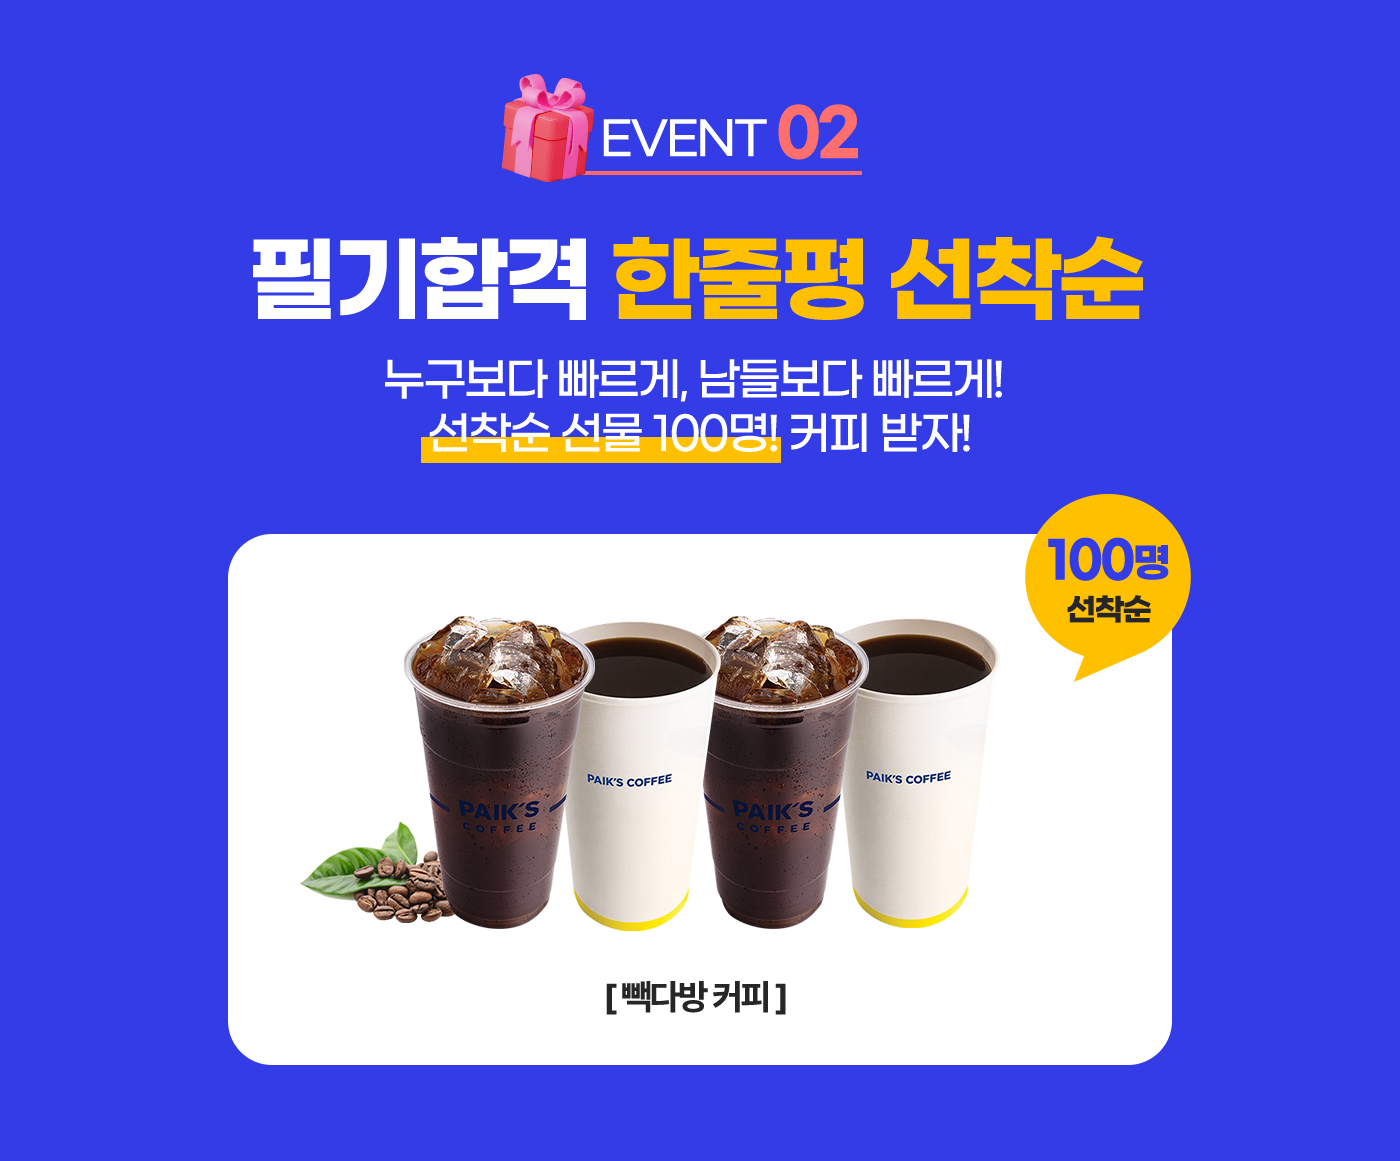 EVENT 02
필기합격 한줄평 선착순
누구보다 빠르게, 남들보다 빠르게!
선착순 선물 100명! 커피 받자!
100명
선착순
PAIK'S
COFFEE
PAIK'S COFFEE
PAIK'S
COFFEE
PAIK'S COFFEE
[ 빽다방 커피 ]